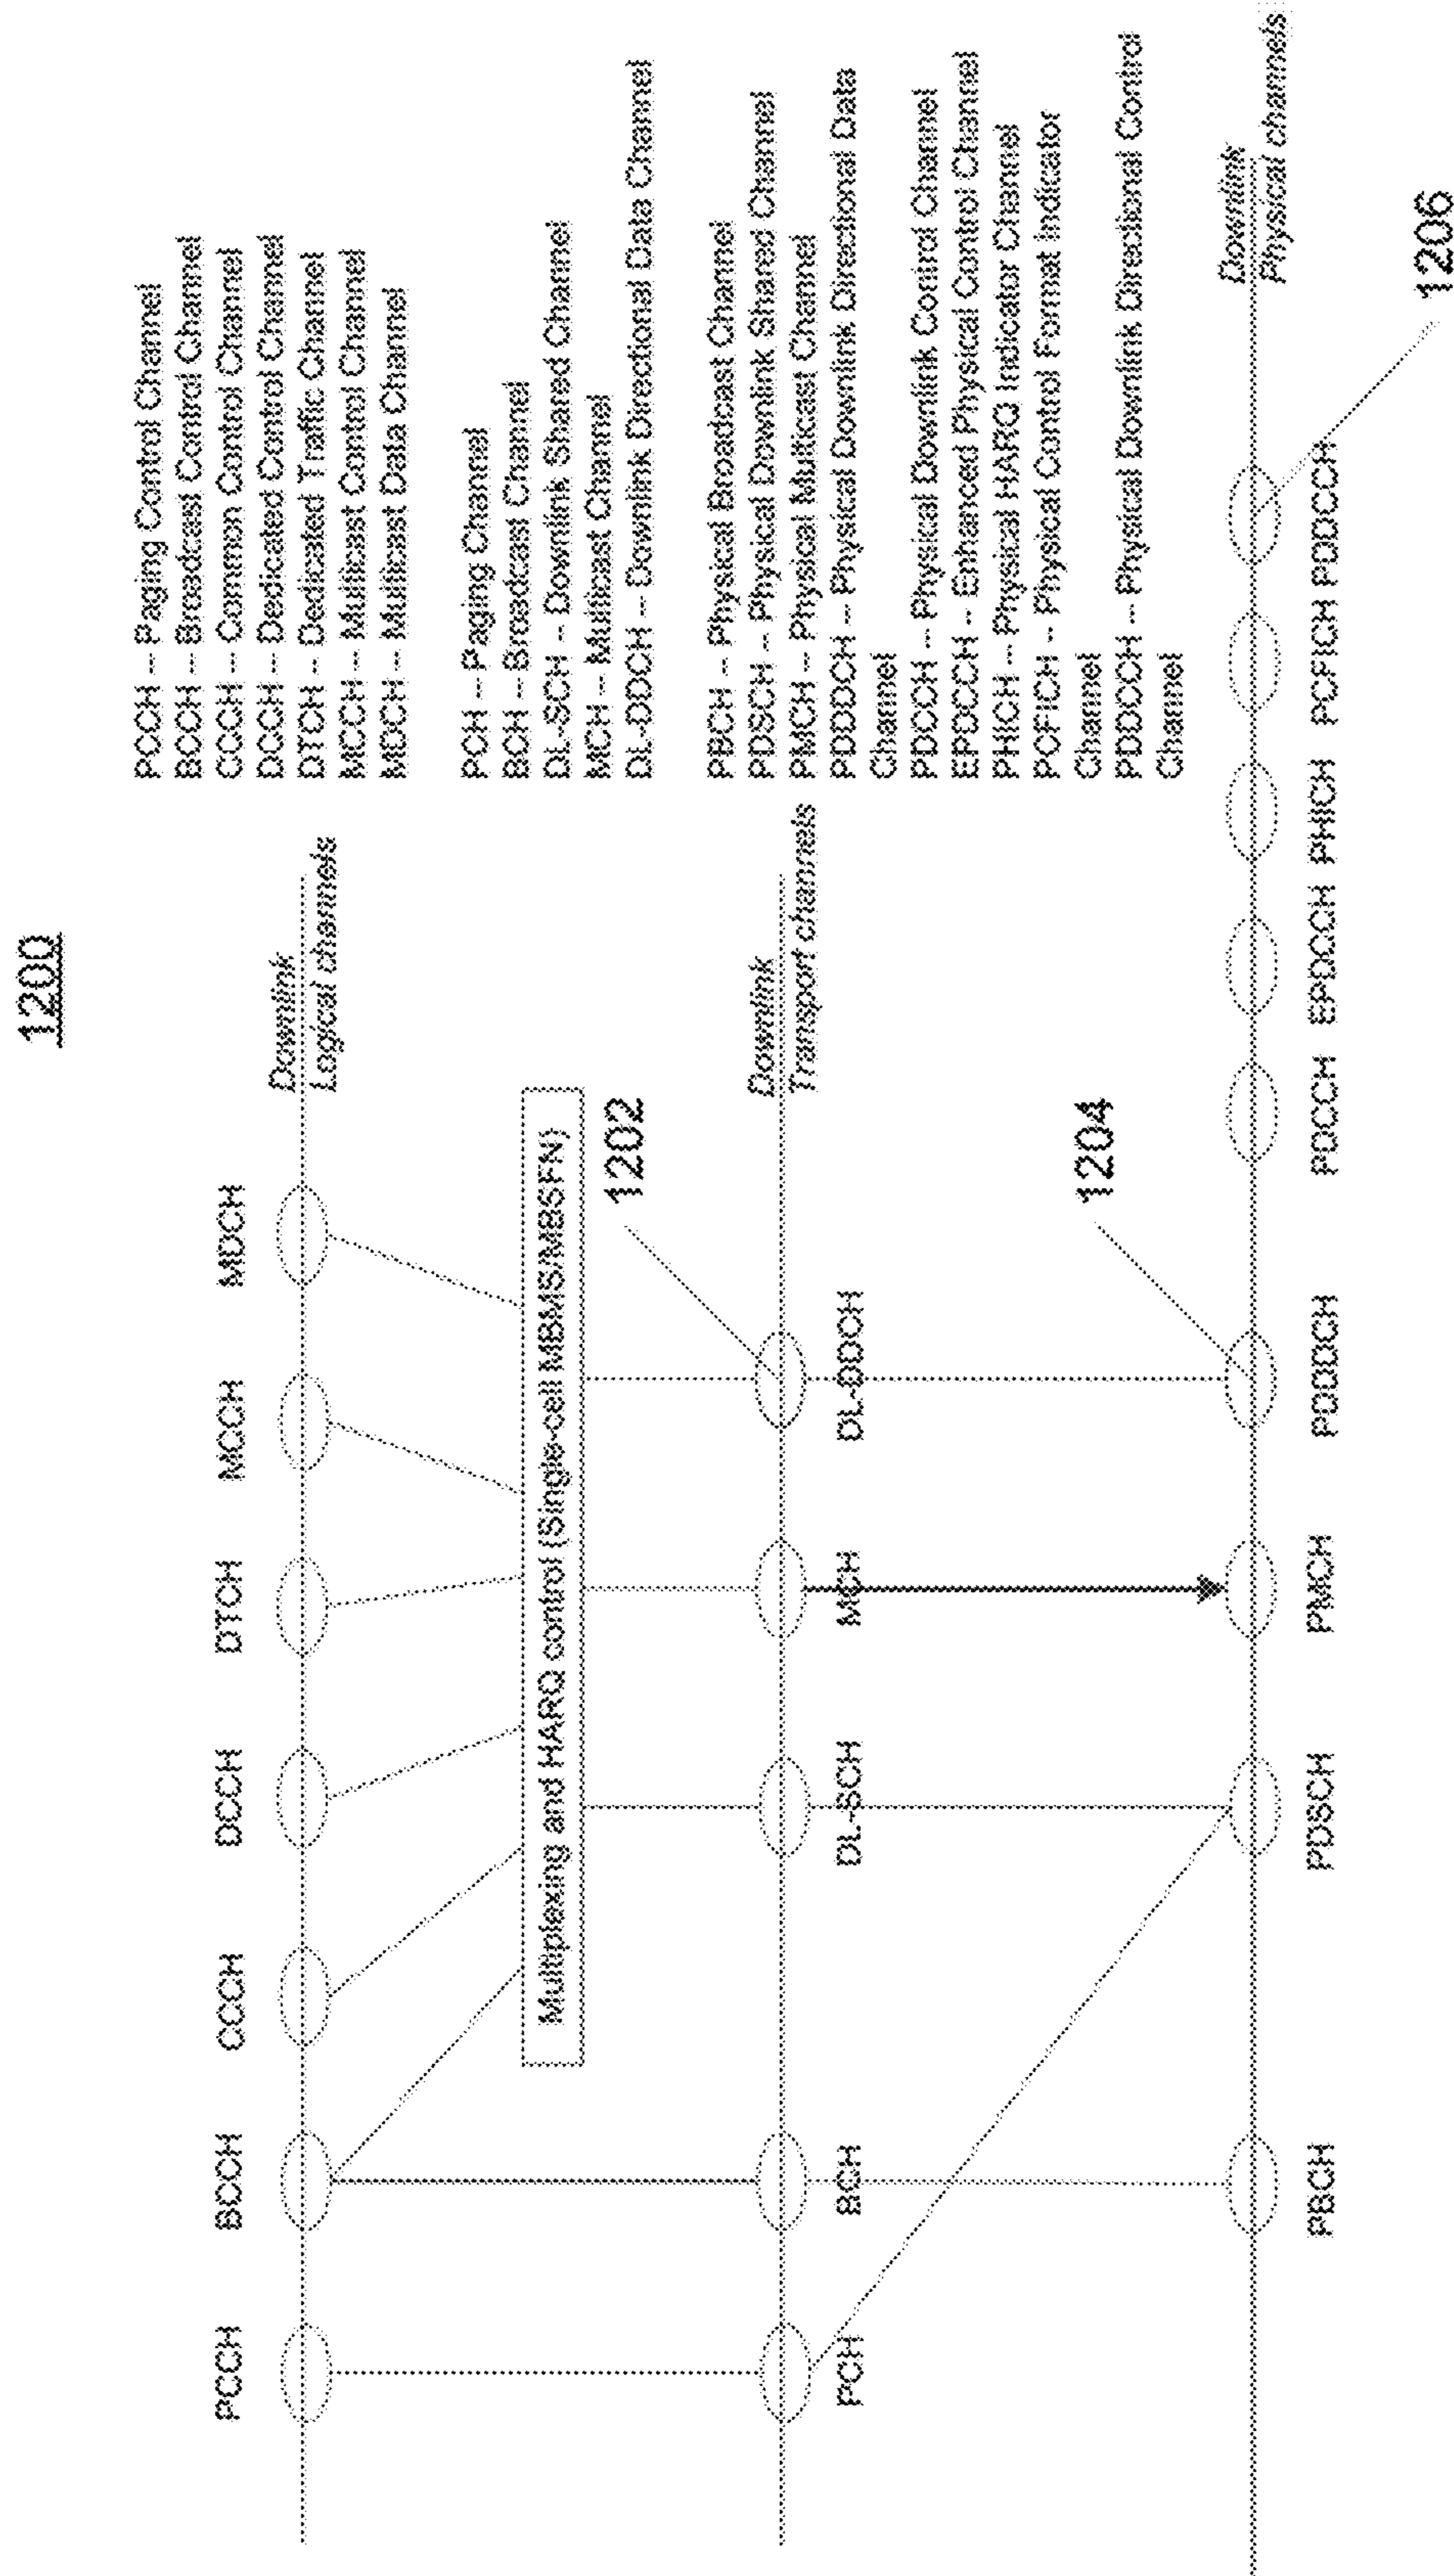 1200
PCCH
BCCH
CCCH
DCCH
DTCH
MCCH
MDCH
Downlink
Logical channels
PCCH -- Paging Control Channel
BCCH -- Broadcast Control Channel
CCCH -- Common Control Channel
DCCH -- Dedicated Control Channel
DTCH -- Dedicated Traffic Channel
MCCH -- Multicast Control Channel
MDCH -- Multicast Data Channel
Multiplexing and HARQ control (Single-cell MBMS/MBSFN)
1202
PCH -- Paging Channel
BCH -- Broadcast Channel
DL-SCH -- Downlink Shared Channel
MCH -- Multicast Channel
DL-DDCH -- Downlink Directional Data Channel
Downlink
Transport channels
PCH
BCH
DL-SCH
MCH
DL-DDCH
PBCH -- Physical Broadcast Channel
PDSCH -- Physical Downlink Shared Channel
PMCH -- Physical Multicast Channel
PDDDCH -- Physical Downlink Directional Data
Channel
PDCCH -- Physical Downlink Control Channel
EPDCCH -- Enhanced Physical Control Channel
PHICH -- Physical HARQ Indicator Channel
PCFICH -- Physical Control Format Indicator
Channel
PDDCCH -- Physical Downlink Directional Control
Channel
1204
Downlink
Physical channels
PBCH
PDSCH
PMCH
PDDDCH
PDCCH
EPDCCH
PHICH
PCFICH
PDDCCH
1206